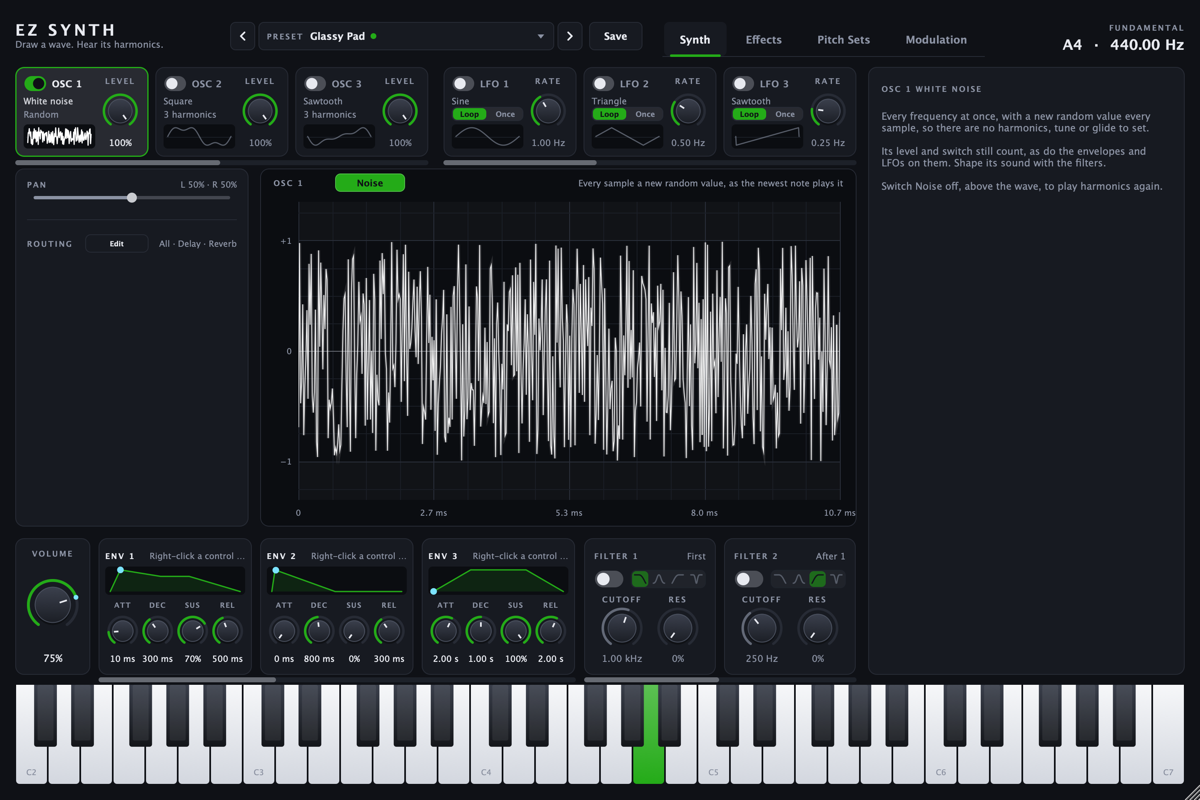 EZ SYNTH
Draw a wave. Hear its harmonics.
PRESET Glassy Pad
Save
Synth
Effects
Pitch Sets
Modulation
FUNDAMENTAL
A4 · 440.00 Hz
OSC 1
LEVEL
White noise
Random
100%
OSC 2
LEVEL
Square
3 harmonics
100%
OSC 3
LEVEL
Sawtooth
3 harmonics
100%
LFO 1
RATE
Sine
Loop Once
1.00 Hz
LFO 2
RATE
Triangle
Loop Once
0.50 Hz
LFO 3
RATE
Sawtooth
Loop Once
0.25 Hz
OSC 1 WHITE NOISE
Every frequency at once, with a new random value every
sample, so there are no harmonics, tune or glide to set.
Its level and switch still count, as do the envelopes and
LFOs on them. Shape its sound with the filters.
Switch Noise off, above the wave, to play harmonics again.
PAN
L 50% · R 50%
ROUTING
Edit
All · Delay · Reverb
OSC 1
Noise
Every sample a new random value, as the newest note plays it
+1
0
−1
0
2.7 ms
5.3 ms
8.0 ms
10.7 ms
VOLUME
75%
ENV 1
Right-click a control ...
ATT DEC SUS REL
10 ms 300 ms 70% 500 ms
ENV 2
Right-click a control ...
ATT DEC SUS REL
0 ms 800 ms 0% 300 ms
ENV 3
Right-click a control ...
ATT DEC SUS REL
2.00 s 1.00 s 100% 2.00 s
FILTER 1
First
CUTOFF RES
1.00 kHz 0%
FILTER 2
After 1
CUTOFF RES
250 Hz 0%
C2
C3
C4
C5
C6
C7